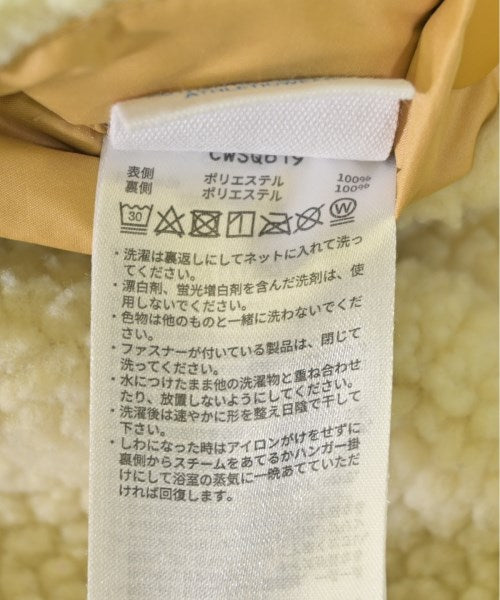 CWSQ619
表側 ポリエステル 100%
裏側 ポリエステル 100%
30 W
・洗濯は裏返しにしてネットに入れて洗っ
てください。
・漂白剤、蛍光増白剤を含んだ洗剤は、使
用しないでください。
・色物は他のものと一緒に洗わないでくだ
さい。
・ファスナーが付いている製品は、閉じて
洗ってください。
・水につけたまま他の洗濯物と重ね合わせ
たり、放置しないようにしてください。
・洗濯後は速やかに形を整え日陰で干して
下さい。
・しわになった時はアイロンがけをせずに
裏側からスチームをあてるかハンガー掛
けにして浴室の蒸気に一晩あてていただ
ければ回復します。